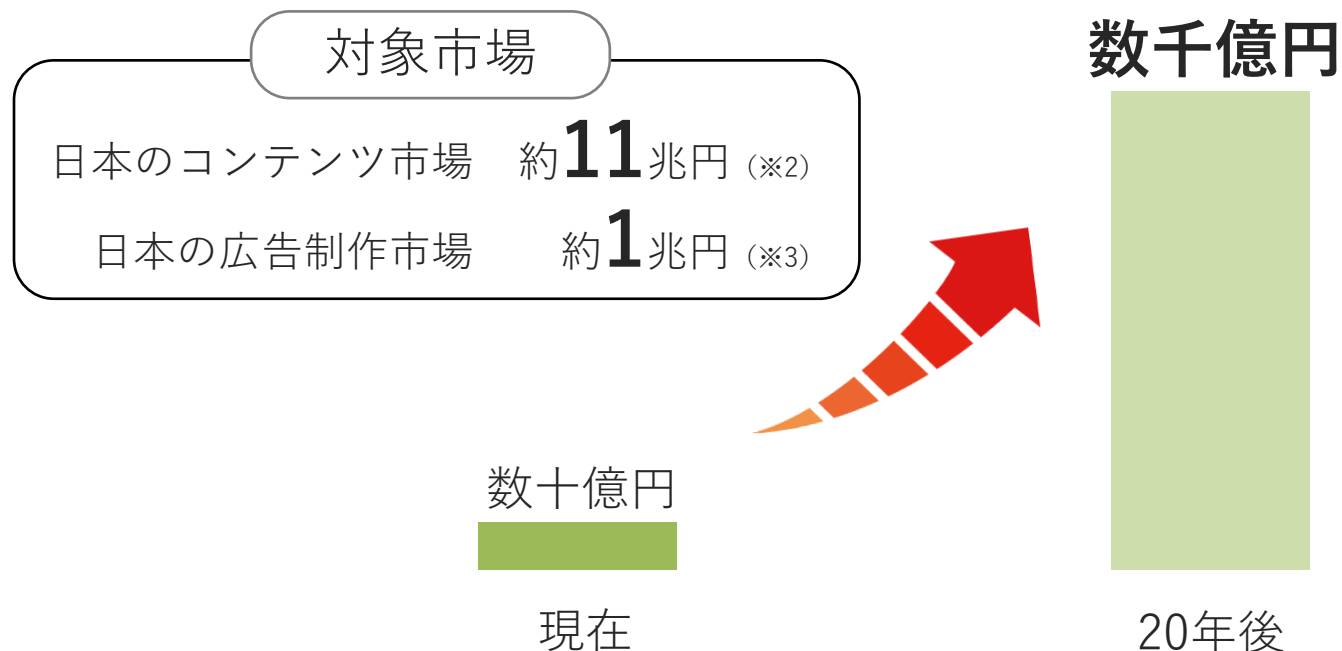 対象市場
日本のコンテンツ市場 約11兆円 (※2)
日本の広告制作市場 約1兆円 (※3)
数千億円
数十億円
現在
20年後